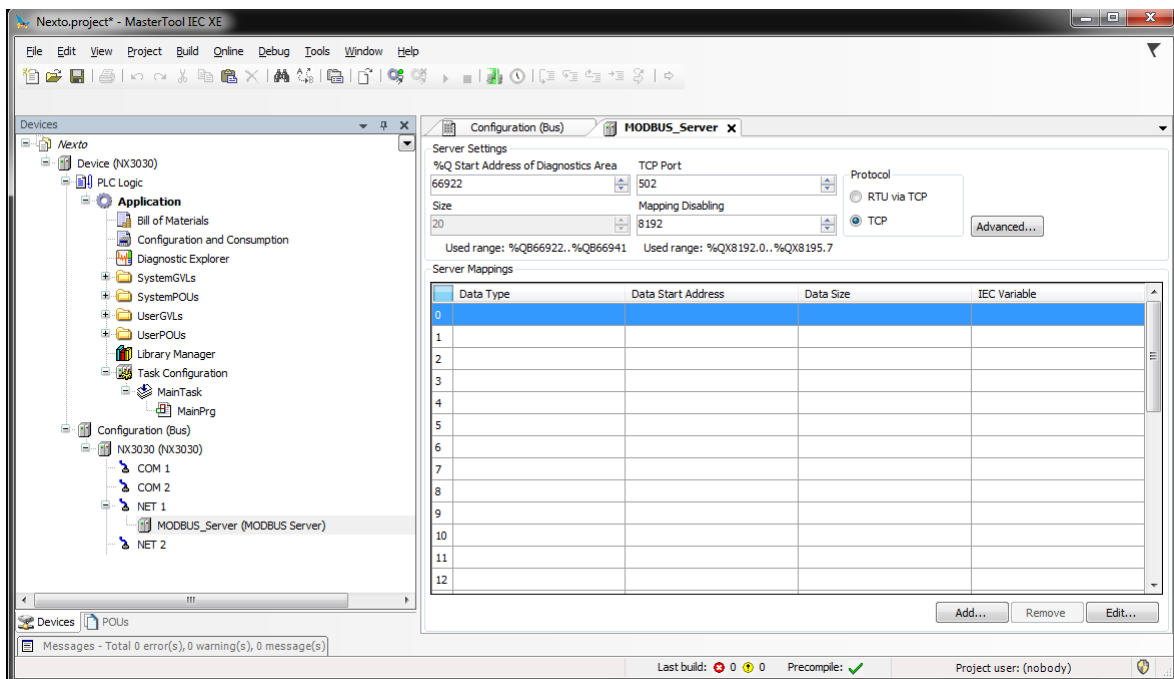 Nexto.project* - MasterTool IEC XE
File Edit View Project Build Online Debug Tools Window Help
Devices
Nexto
Device (NX3030)
PLC Logic
Application
Bill of Materials
Configuration and Consumption
Diagnostic Explorer
SystemGVLs
SystemPOUs
UserGVLs
UserPOUs
Library Manager
Task Configuration
MainTask
MainPrg
Configuration (Bus)
NX3030 (NX3030)
COM 1
COM 2
NET 1
MODBUS_Server (MODBUS Server)
NET 2
Devices POUs
Configuration (Bus) MODBUS_Server
Server Settings
%Q Start Address of Diagnostics Area TCP Port
66922 502
Size Mapping Disabling
20 8192
Used range: %QB66922..%QB66941 Used range: %QX8192.0..%QX8195.7
Protocol
RTU via TCP
TCP
Advanced...
Server Mappings
Data Type Data Start Address Data Size IEC Variable
0
1
2
3
4
5
6
7
8
9
10
11
12
Add... Remove Edit...
Messages - Total 0 error(s), 0 warning(s), 0 message(s)
Last build: 0 0 Precompile: Project user: (nobody)